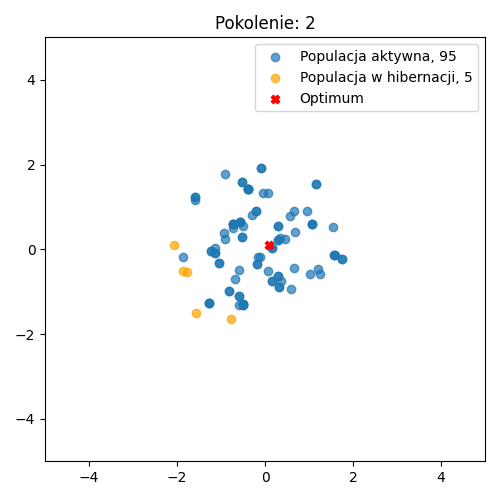 Pokolenie: 2
Populacja aktywna, 95
Populacja w hibernacji, 5
Optimum
4
2
0
−2
−4
−4 −2 0 2 4